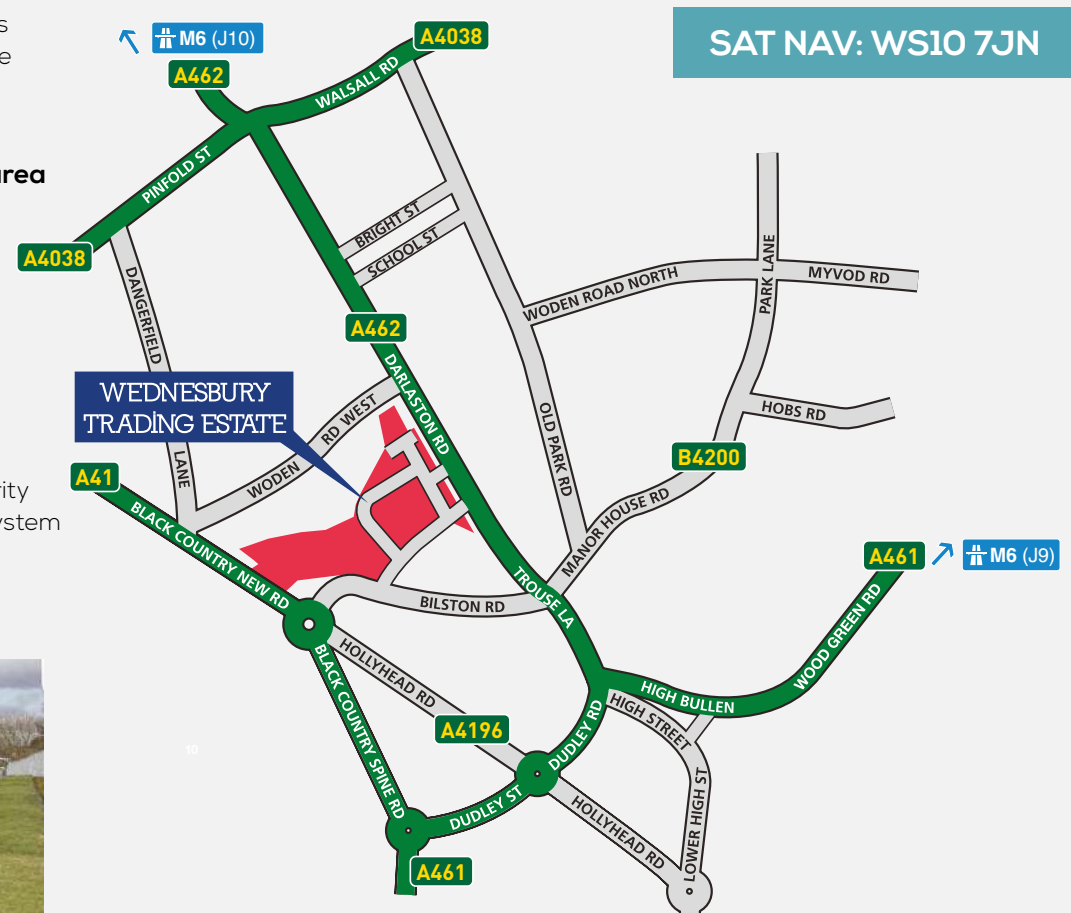 s
e
area
rity
ystem
SAT NAV: WS10 7JN
M6 (J10)
A4038
A462
WALSALL RD
PINFOLD ST
A4038
BRIGHT ST
SCHOOL ST
DANGERFIELD
LANE
WODEN ROAD NORTH
PARK LANE
MYVOD RD
A462
DARLASTON RD
WEDNESBURY
TRADING ESTATE
WODEN RD WEST
OLD PARK RD
HOBS RD
B4200
MANOR HOUSE RD
A41
BLACK COUNTRY NEW RD
A461
M6 (J9)
TROUSE LA
BILSTON RD
WOOD GREEN RD
HOLLYHEAD RD
BLACK COUNTRY SPINE RD
HIGH BULLEN
HIGH STREET
A4196
DUDLEY RD
10
DUDLEY ST
HOLLYHEAD RD
LOWER HIGH ST
A461